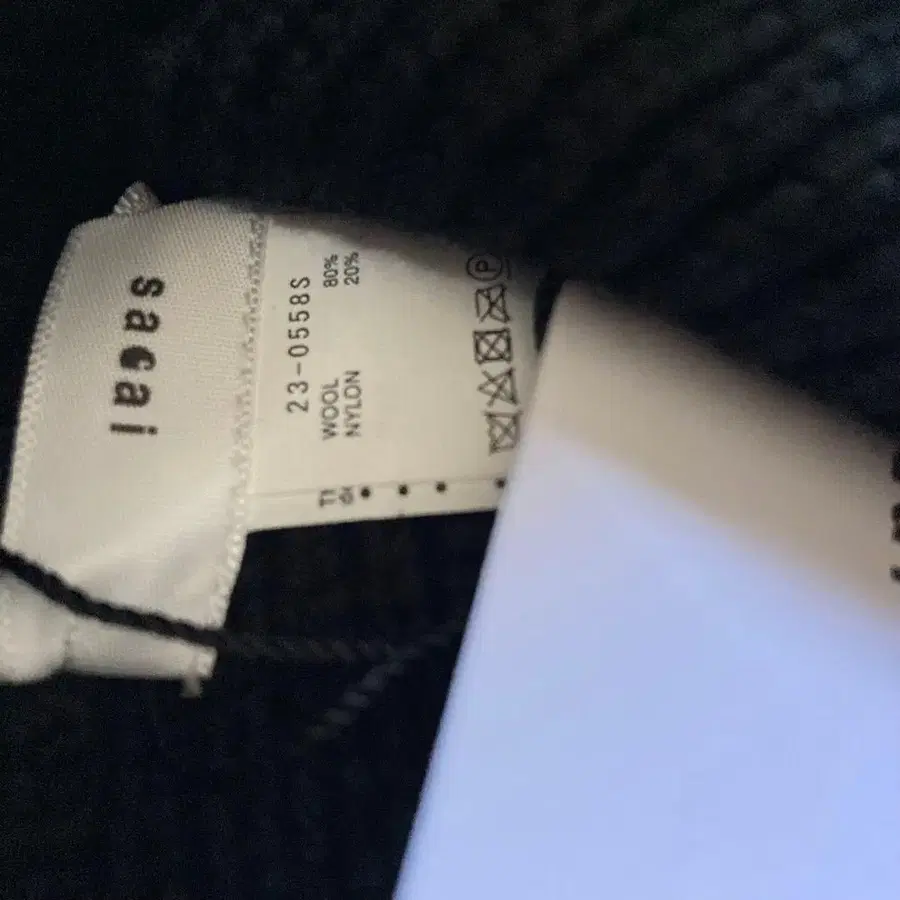 sacai
23-0558S
WOOL 80%
NYLON 20%
P